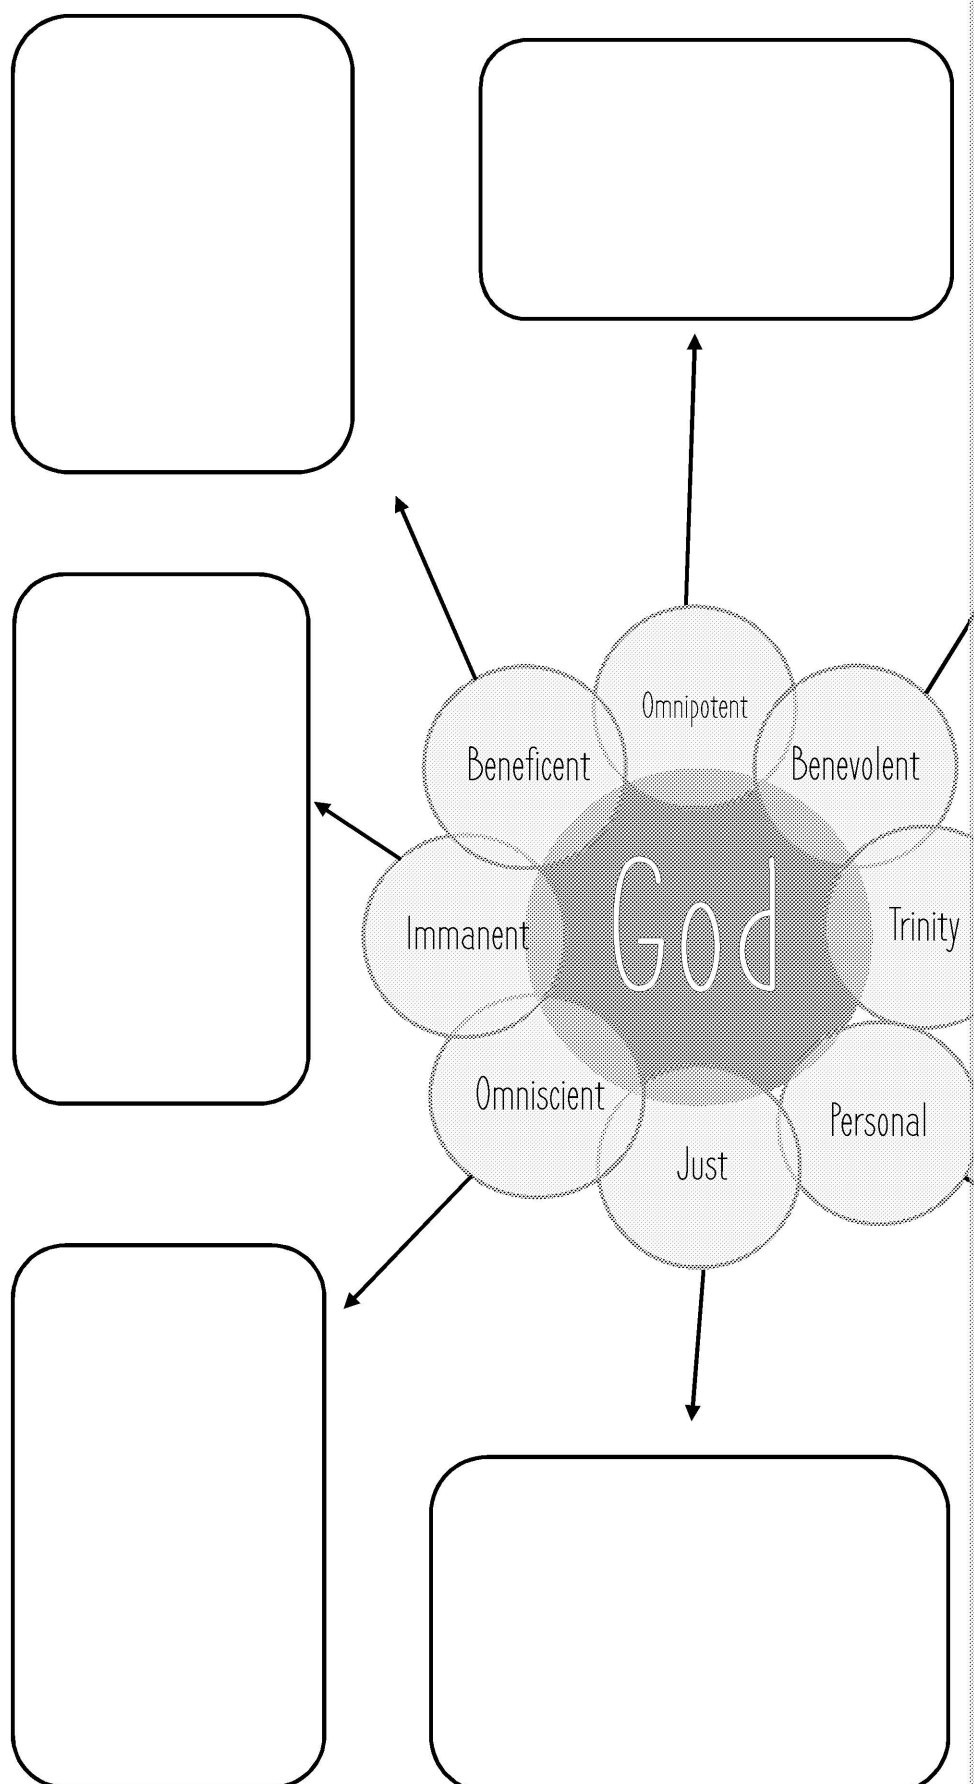 Omnipotent
Beneficent
Benevolent
God
Immanent
Trinity
Omniscient
Personal
Just